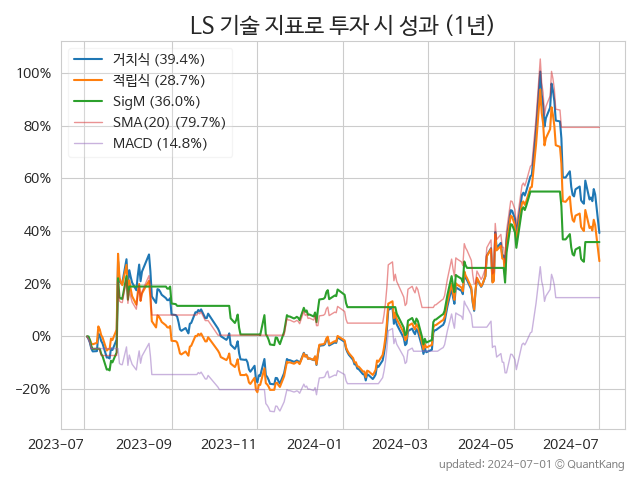 LS 기술 지표로 투자 시 성과 (1년)
거치식 (39.4%)
적립식 (28.7%)
SigM (36.0%)
SMA(20) (79.7%)
MACD (14.8%)
100%
80%
60%
40%
20%
0%
−20%
2023-07 2023-09 2023-11 2024-01 2024-03 2024-05 2024-07
updated: 2024-07-01 © QuantKang